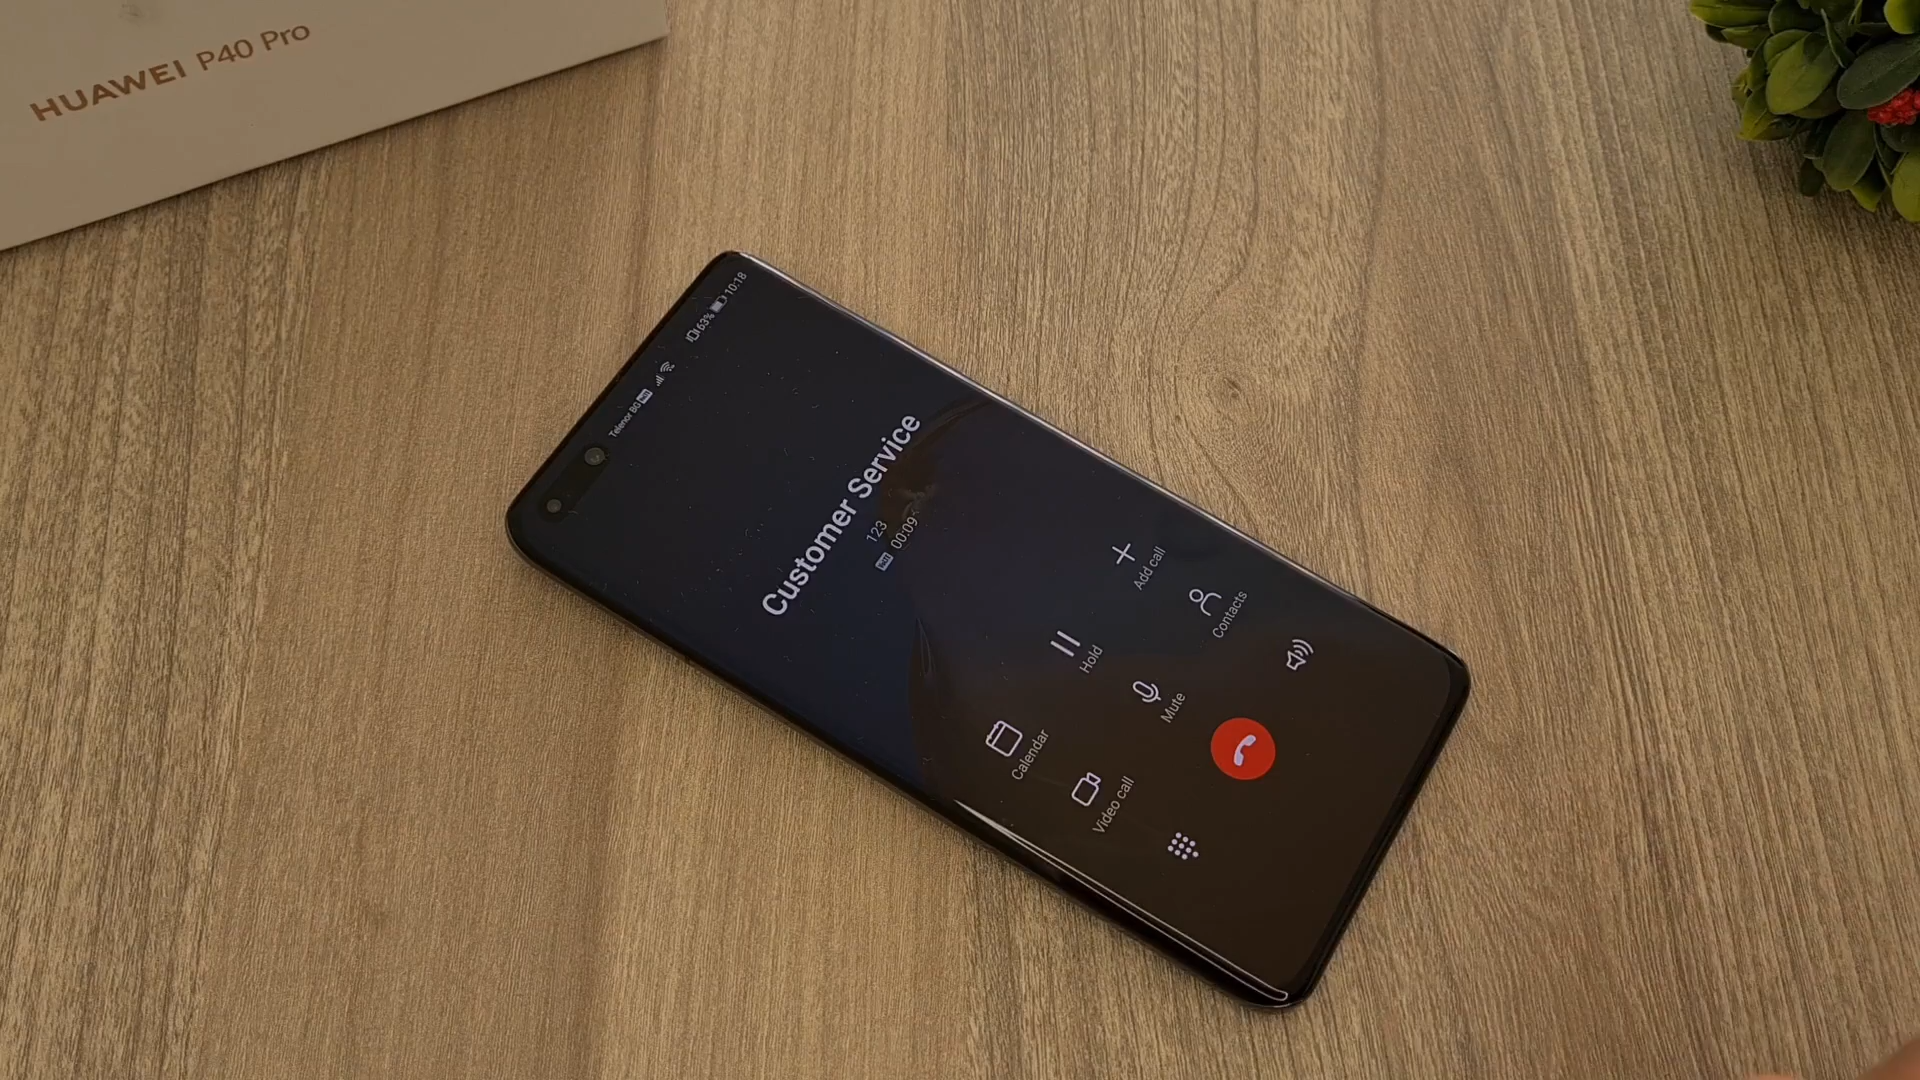 HUAWEI P40 Pro
Telenor BG
63% 10:18
Customer Service
123
00:09
Calendar
Hold
Add call
Video call
Mute
Contacts